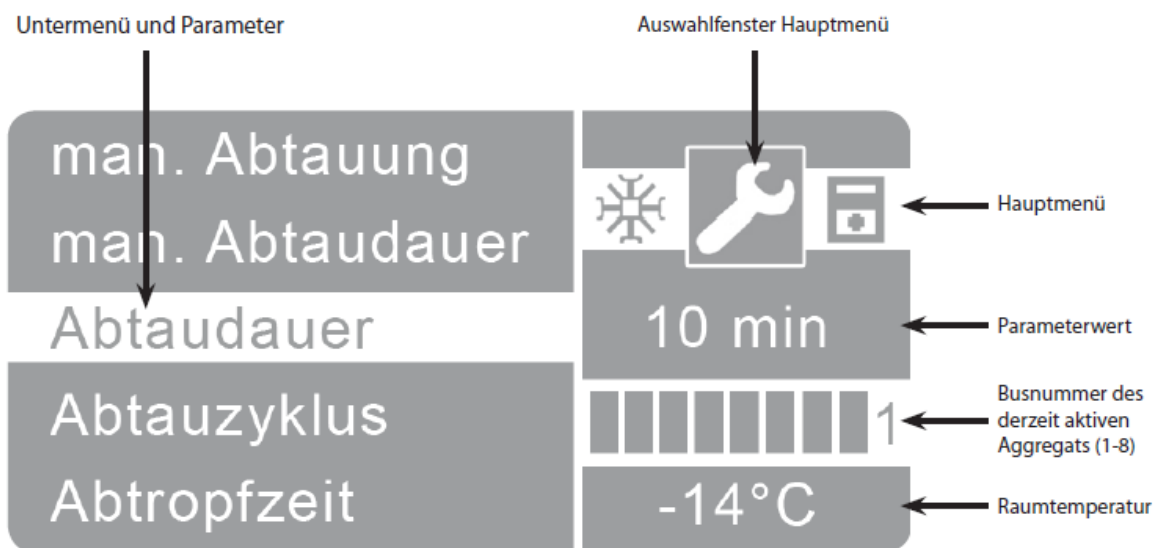 Untermenü und Parameter
Auswahlfenster Hauptmenü
man. Abtauung
man. Abtaudauer
Abtaudauer
Abtauzyklus
Abtropfzeit
Hauptmenü
10 min
Parameterwert
1
Busnummer des
derzeit aktiven
Aggregats (1-8)
-14°C
Raumtemperatur